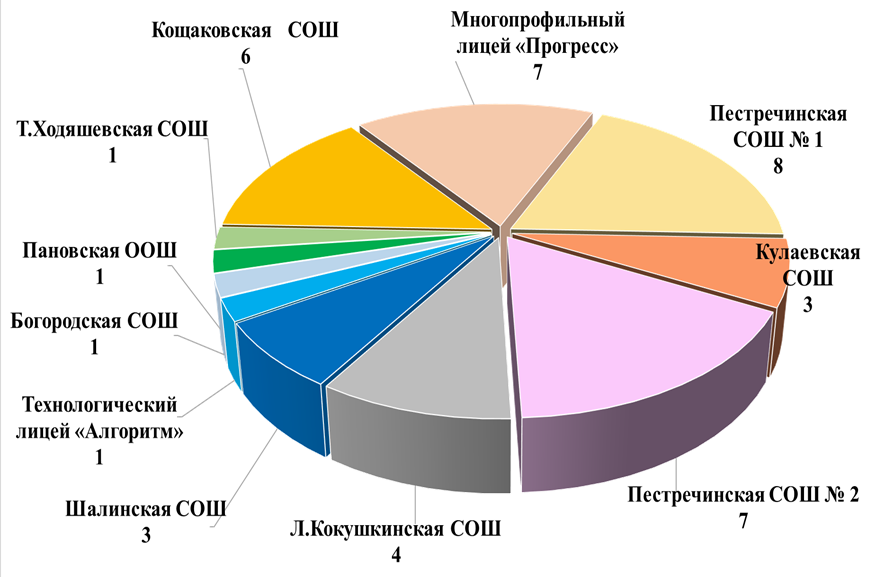 Многопрофильный
лицей «Прогресс»
7
Кощаковская СОШ
6
Пестречинская
СОШ № 1
8
Т.Ходяшевская СОШ
1
Кулаевская
СОШ
3
Пановская ООШ
1
Богородская СОШ
1
Технологический
лицей «Алгоритм»
1
Шалинская СОШ
3
Л.Кокушкинская СОШ
4
Пестречинская СОШ № 2
7